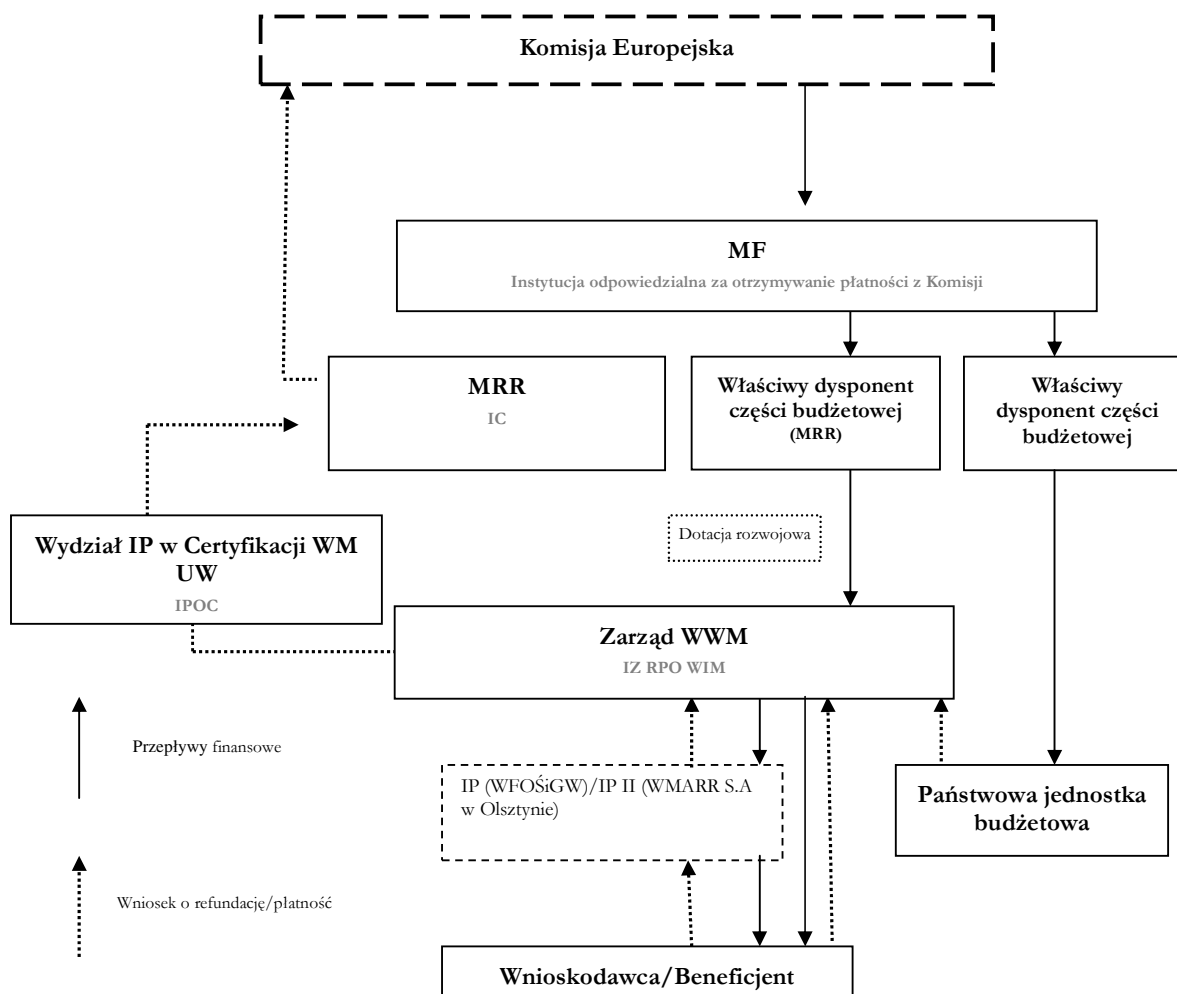 Komisja Europejska
MF
Instytucja odpowiedzialna za otrzymywanie płatności z Komisji
MRR
IC
Właściwy dysponent
części budżetowej
(MRR)
Właściwy
dysponent części
budżetowej
Wydział IP w Certyfikacji WM
UW
IPOC
Dotacja rozwojowa
Zarząd WWM
IZ RPO WIM
Przepływy finansowe
IP (WFOŚiGW)/IP II (WMARR S.A
w Olsztynie)
Państwowa jednostka
budżetowa
Wniosek o refundację/płatność
Wnioskodawca/Beneficjent